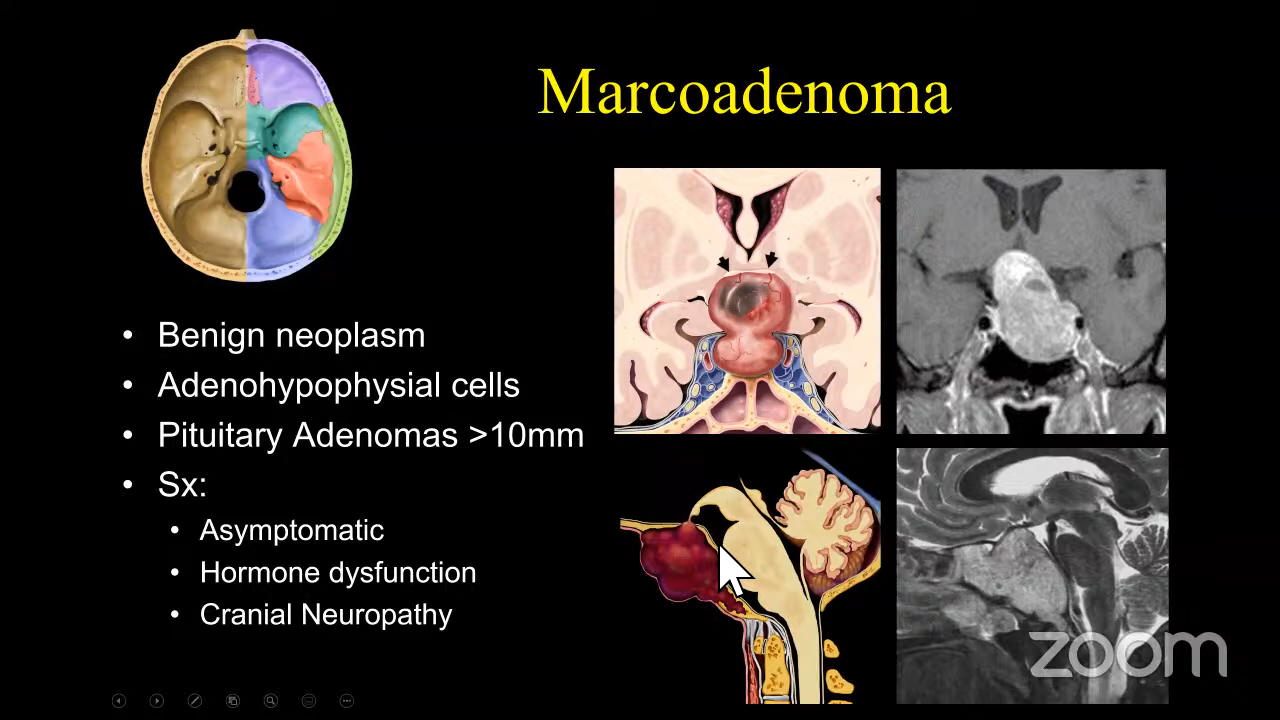 Marcoadenoma
• Benign neoplasm
• Adenohypophysial cells
• Pituitary Adenomas >10mm
• Sx:
• Asymptomatic
• Hormone dysfunction
• Cranial Neuropathy
zoom